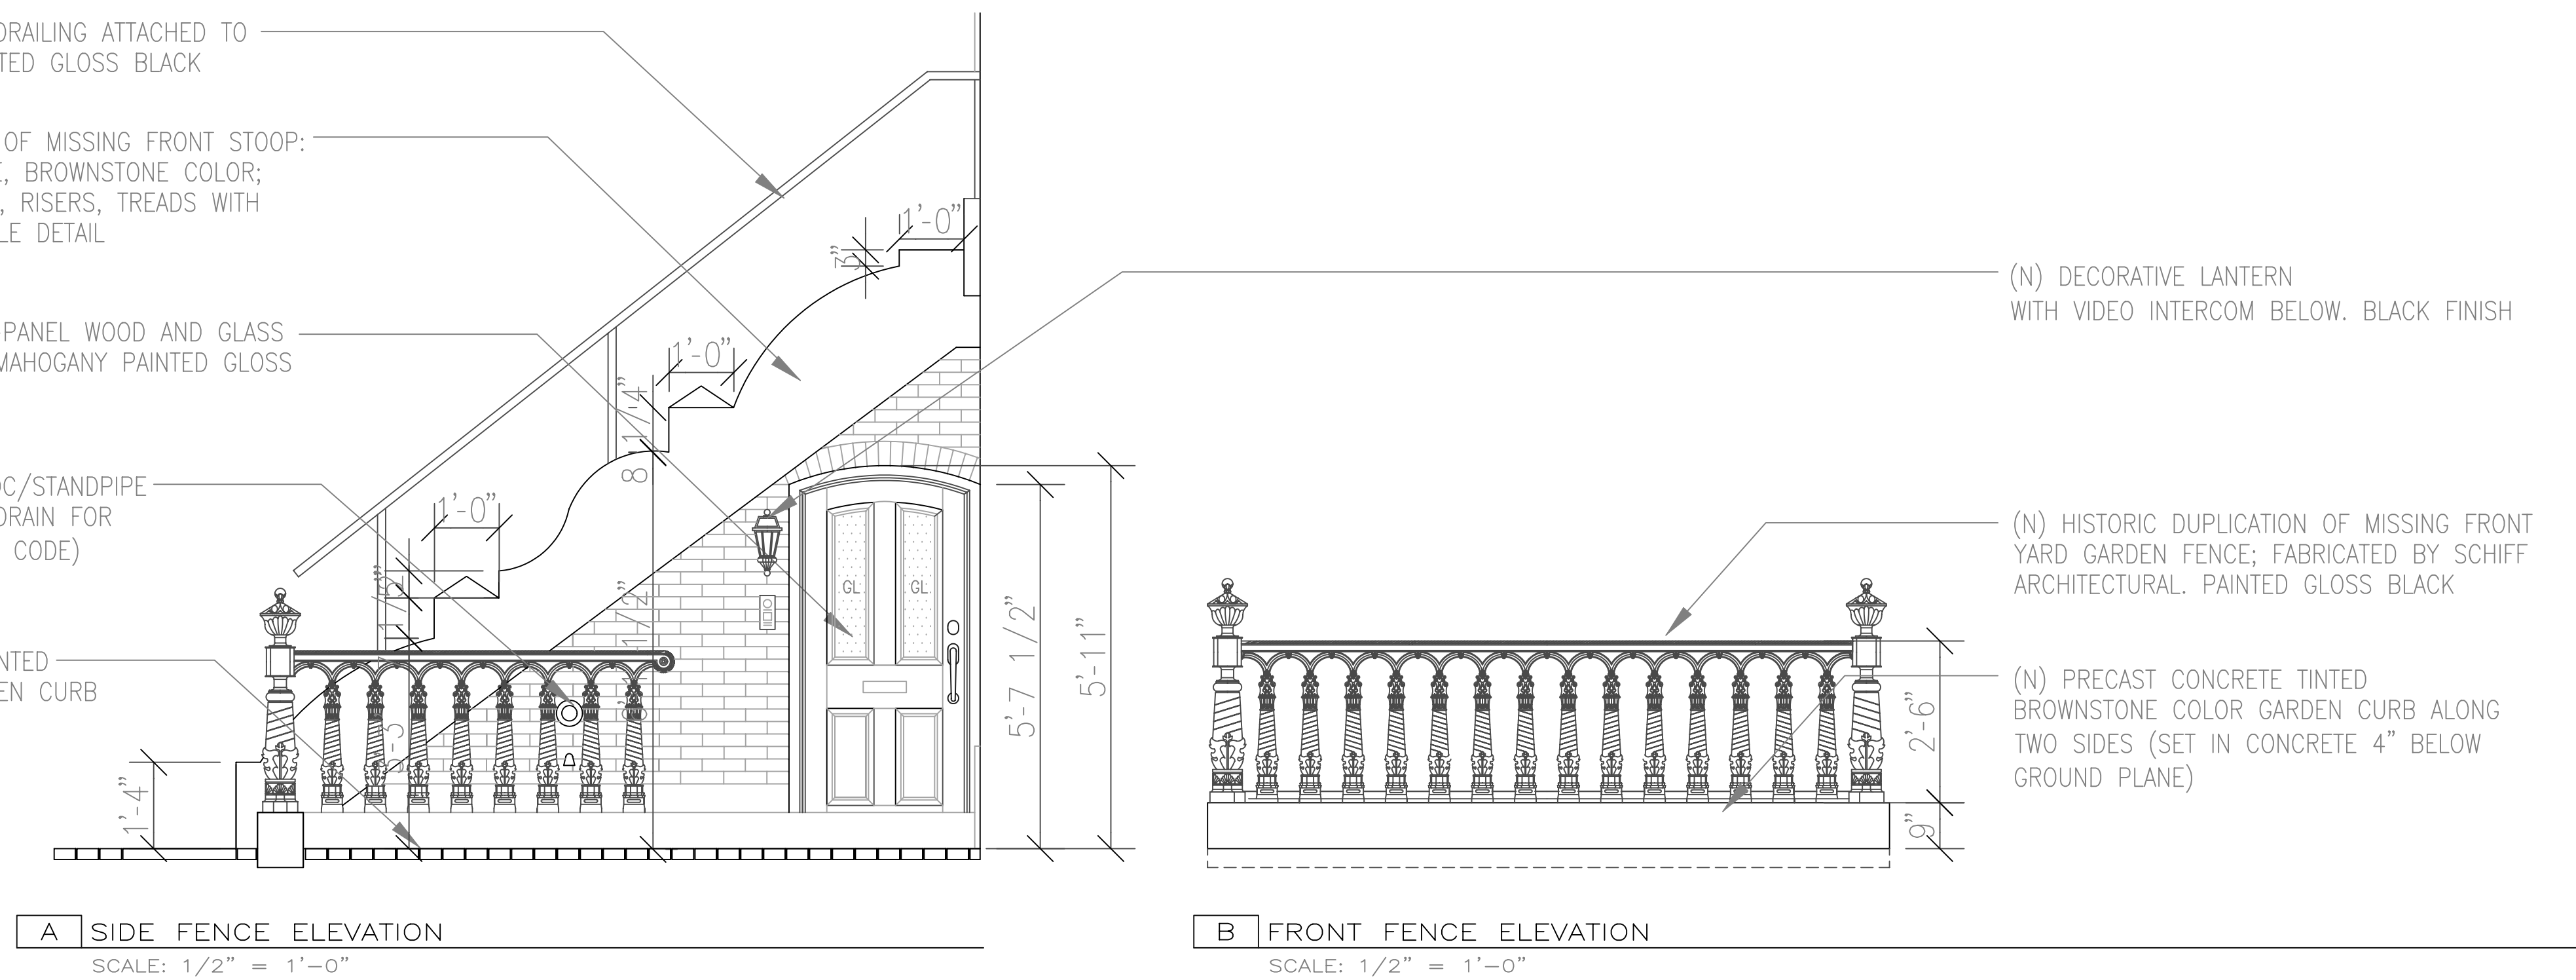 DRAILING ATTACHED TO
TED GLOSS BLACK
OF MISSING FRONT STOOP:
E, BROWNSTONE COLOR;
, RISERS, TREADS WITH
LE DETAIL
-PANEL WOOD AND GLASS
MAHOGANY PAINTED GLOSS
DC/STANDPIPE
DRAIN FOR
CODE)
NTED
EN CURB
1'-0"
3"
1'-0"
1'-0"
GL.
GL.
1'-4"
5'-7 1/2"
5'-11"
(N) DECORATIVE LANTERN
WITH VIDEO INTERCOM BELOW. BLACK FINISH
(N) HISTORIC DUPLICATION OF MISSING FRONT
YARD GARDEN FENCE; FABRICATED BY SCHIFF
ARCHITECTURAL. PAINTED GLOSS BLACK
(N) PRECAST CONCRETE TINTED
BROWNSTONE COLOR GARDEN CURB ALONG
TWO SIDES (SET IN CONCRETE 4" BELOW
GROUND PLANE)
2'-6"
9"
A SIDE FENCE ELEVATION
SCALE: 1/2" = 1'-0"
B FRONT FENCE ELEVATION
SCALE: 1/2" = 1'-0"